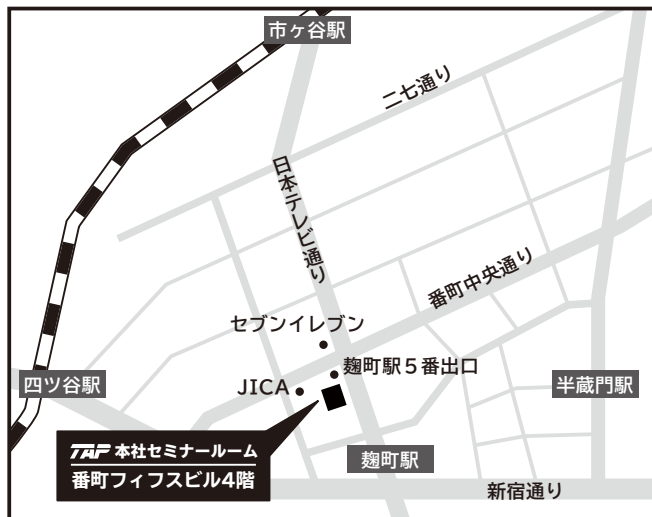 市ヶ谷駅
二七通り
日本テレビ通り
番町中央通り
セブンイレブン
麹町駅5番出口
四ツ谷駅
JICA
半蔵門駅
TAP 本社セミナールーム
番町フィフスビル4階
麹町駅
新宿通り